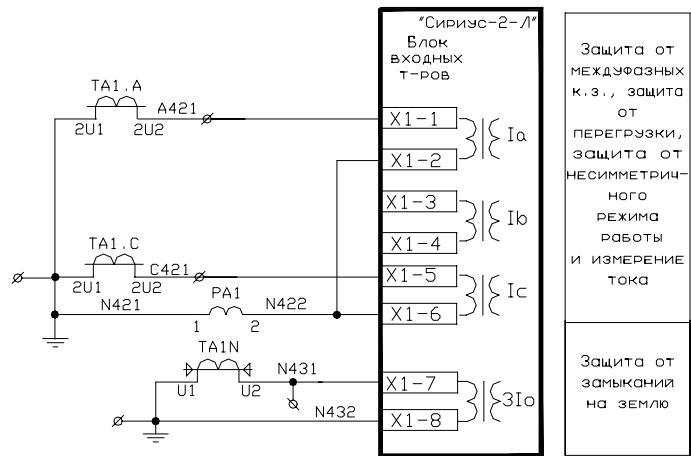 "Сириус-2-Л"
Блок
входных
т-ров
TA1.A
A421
2U1
2U2
X1-1
X1-2
Ia
X1-3
X1-4
Ib
TA1.C
C421
2U1
2U2
X1-5
X1-6
Ic
N421
PA1
N422
1
2
TA1N
N431
U1
U2
N432
X1-7
X1-8
3Io
Защита от
междуфазных
к.з., защита
от
перегрузки,
защита от
несимметрич-
ного
режима
работы
и измерение
тока
Защита от
замыканий
на землю